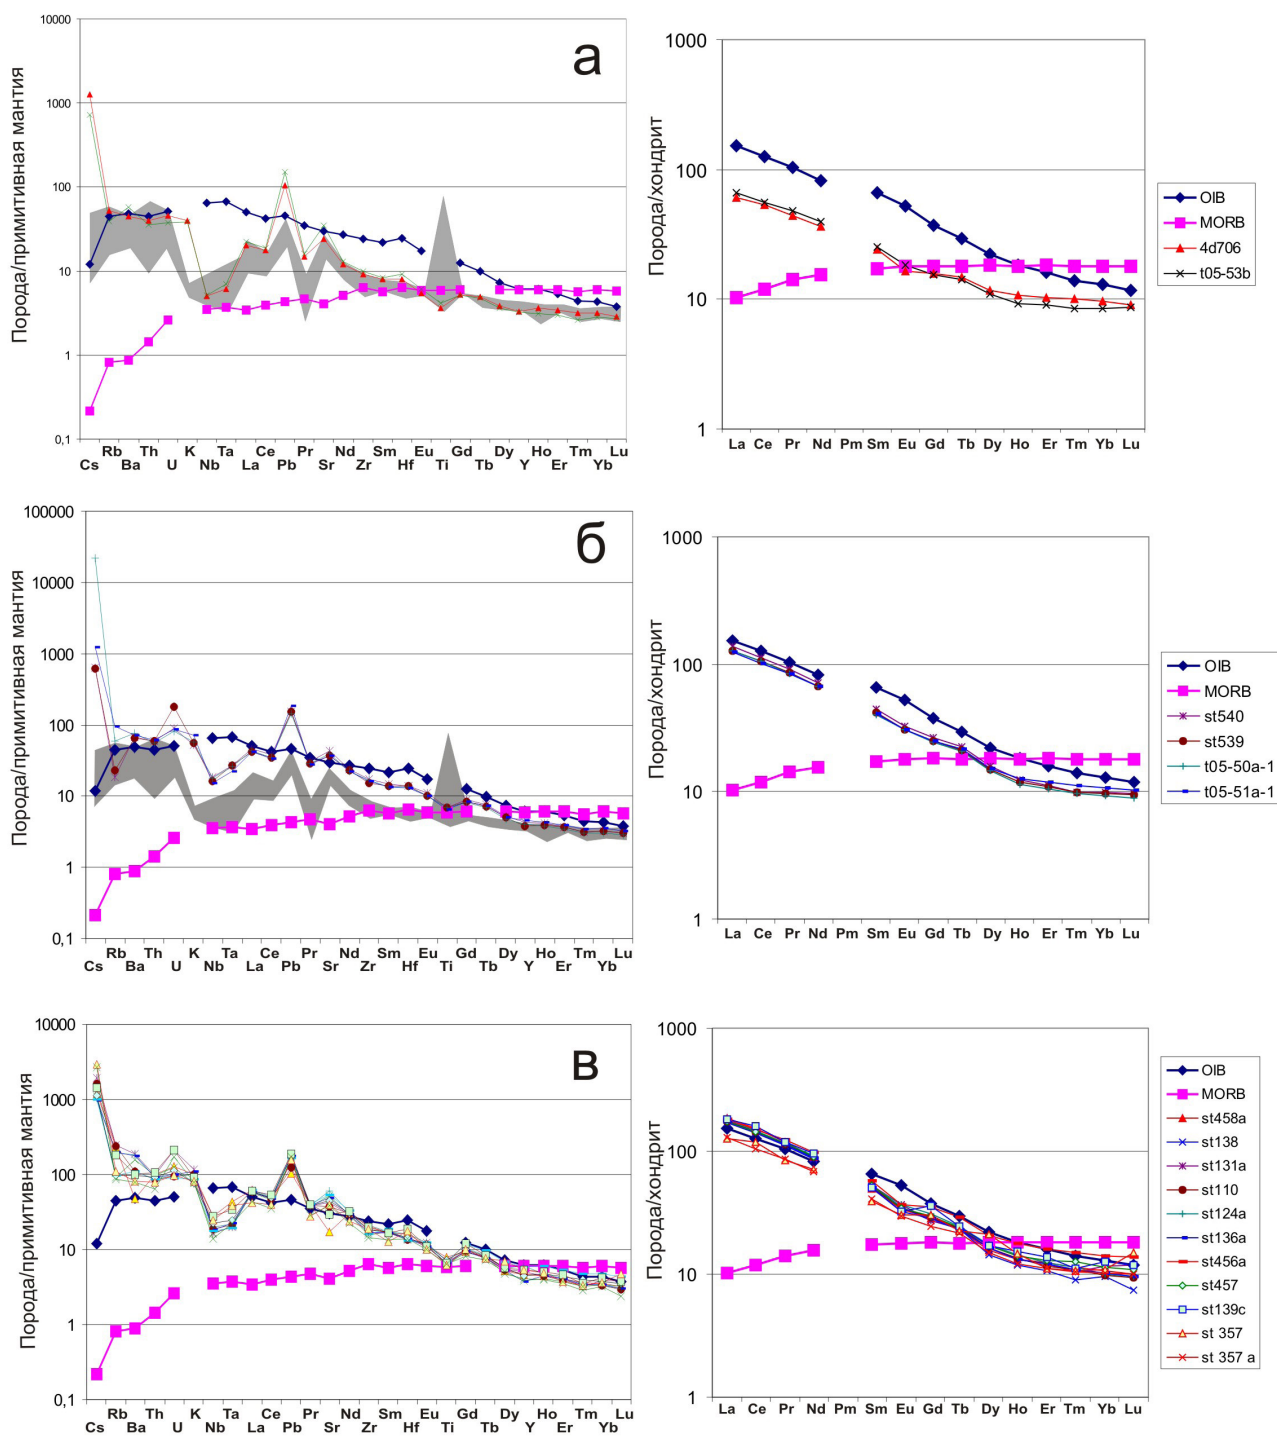 а
Порода/примитивная мантия
10000
1000
100
10
1
0,1
Rb Th K Ta Ce Pr Nd Sm Eu Gd Dy Ho Tm Lu
Cs Ba U Nb La Pb Sr Zr Hf Ti Tb Y Er Yb
Порода/хондрит
1000
100
10
1
La Ce Pr Nd Pm Sm Eu Gd Tb Dy Ho Er Tm Yb Lu
OIB
MORB
4d706
t05-53b
б
Порода/примитивная мантия
100000
10000
1000
100
10
1
0,1
Rb Th K Ta Ce Pr Nd Sm Eu Gd Dy Ho Tm Lu
Cs Ba U Nb La Pb Sr Zr Hf Ti Tb Y Er Yb
Порода/хондрит
1000
100
10
1
La Ce Pr Nd Pm Sm Eu Gd Tb Dy Ho Er Tm Yb Lu
OIB
MORB
st540
st539
t05-50a-1
t05-51a-1
в
Порода/примитивная мантия
10000
1000
100
10
1
0,1
Rb Th K Ta Ce Pr Nd Sm Eu Gd Dy Ho Tm Lu
Cs Ba U Nb La Pb Sr Zr Hf Ti Tb Y Er Yb
Порода/хондрит
1000
100
10
1
La Ce Pr Nd Pm Sm Eu Gd Tb Dy Ho Er Tm Yb Lu
OIB
MORB
st458a
st138
st131a
st110
st124a
st136a
st456a
st457
st139c
st 357
st 357 a